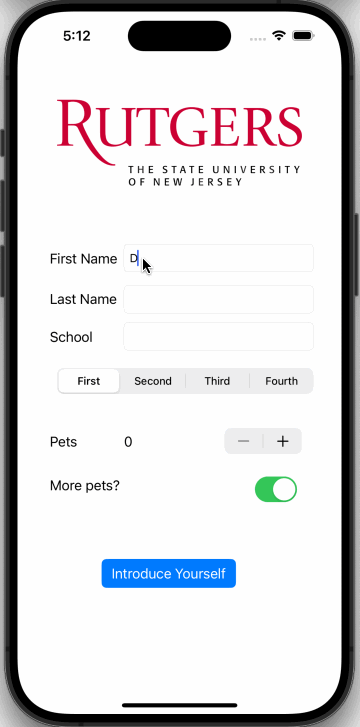 5:12
RUTGERS
THE STATE UNIVERSITY
OF NEW JERSEY
First Name D
Last Name
School
First Second Third Fourth
Pets 0 − +
More pets?
Introduce Yourself